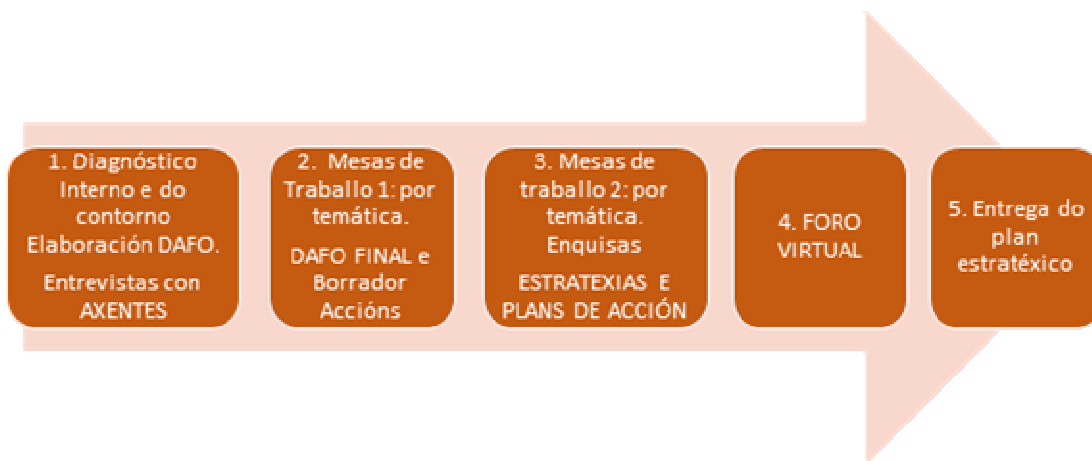 1. Diagnóstico
Interno e do
contorno
Elaboración DAFO.
Entrevistas con
AXENTES
2. Mesas de
Traballo 1: por
temática.
DAFO FINAL e
Borrador
Accións
3. Mesas de
traballo 2: por
temática.
Enquisas
ESTRATEXIAS E
PLANS DE ACCIÓN
4. FORO
VIRTUAL
5. Entrega do
plan
estratéxico